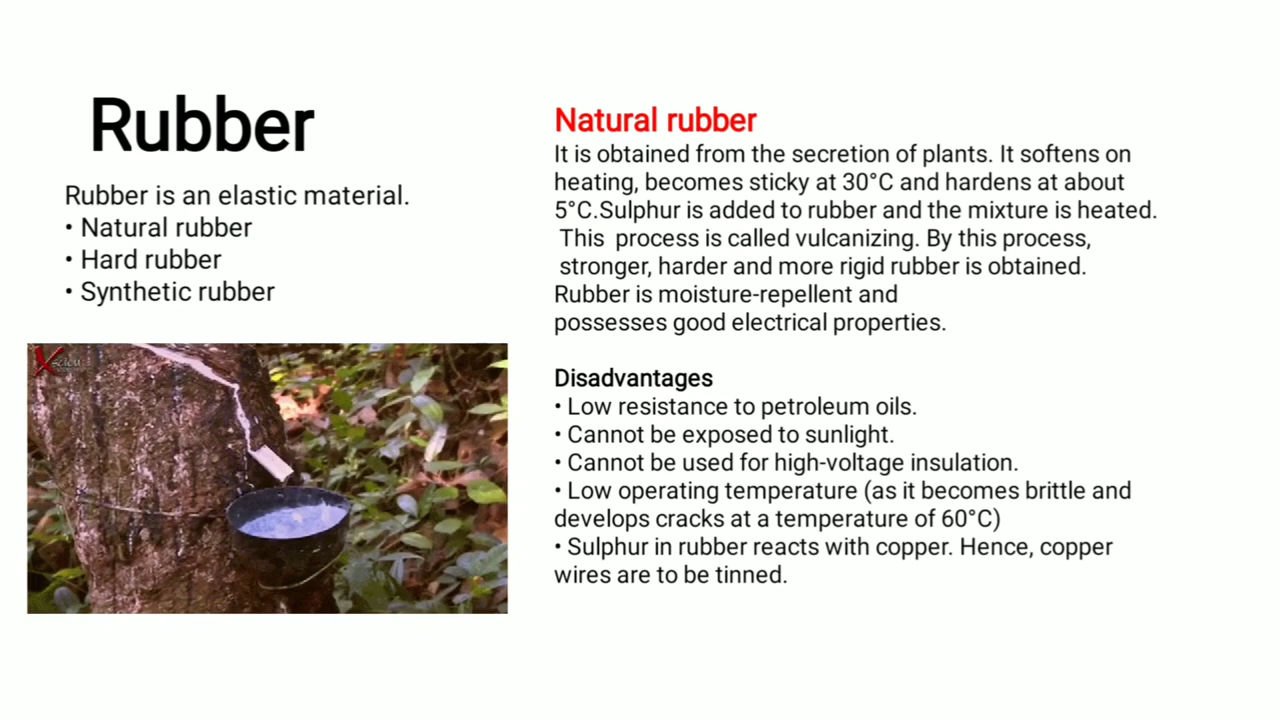 Rubber
Rubber is an elastic material.
• Natural rubber
• Hard rubber
• Synthetic rubber
Natural rubber
It is obtained from the secretion of plants. It softens on
heating, becomes sticky at 30°C and hardens at about
5°C.Sulphur is added to rubber and the mixture is heated.
This process is called vulcanizing. By this process,
stronger, harder and more rigid rubber is obtained.
Rubber is moisture-repellent and
possesses good electrical properties.
Disadvantages
• Low resistance to petroleum oils.
• Cannot be exposed to sunlight.
• Cannot be used for high-voltage insulation.
• Low operating temperature (as it becomes brittle and
develops cracks at a temperature of 60°C)
• Sulphur in rubber reacts with copper. Hence, copper
wires are to be tinned.